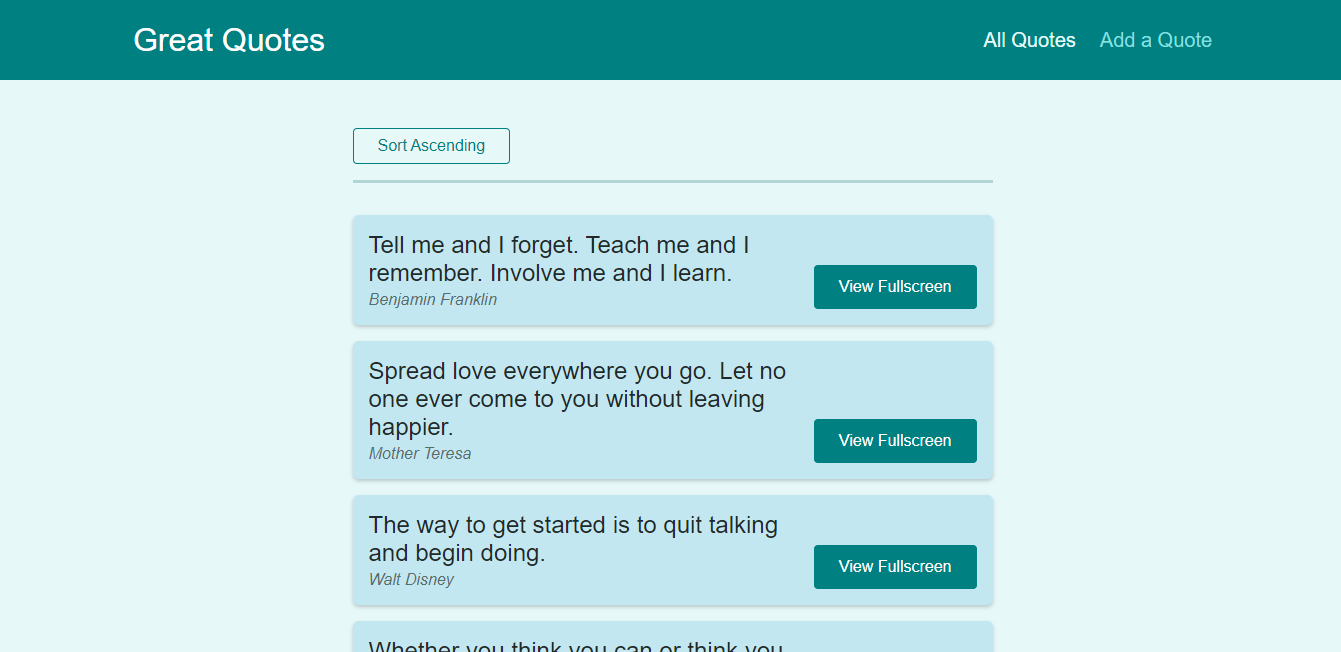 Great Quotes
All Quotes
Add a Quote
Sort Ascending
Tell me and I forget. Teach me and I
remember. Involve me and I learn.
Benjamin Franklin
View Fullscreen
Spread love everywhere you go. Let no
one ever come to you without leaving
happier.
Mother Teresa
View Fullscreen
The way to get started is to quit talking
and begin doing.
Walt Disney
View Fullscreen
Whether you think you can or think you